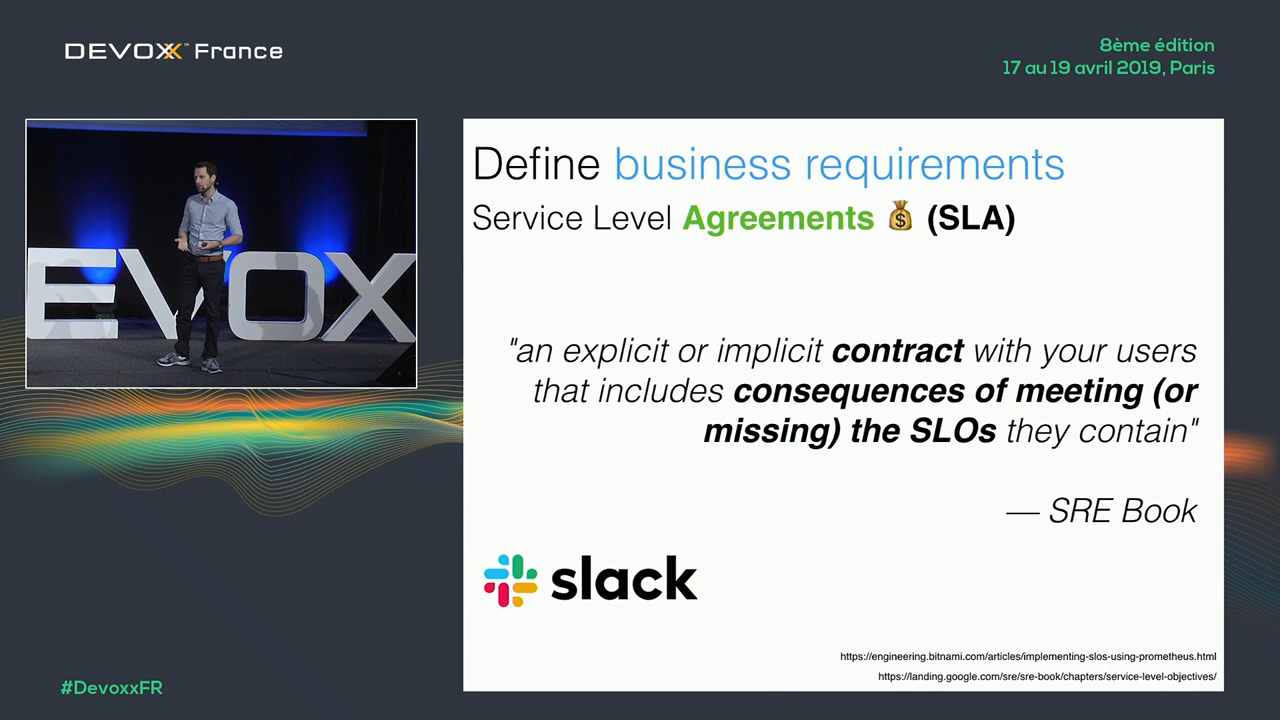 DEVOXX™ France
8ème édition
17 au 19 avril 2019, Paris
EVOX
Define business requirements
Service Level Agreements 💰 (SLA)
"an explicit or implicit contract with your users
that includes consequences of meeting (or
missing) the SLOs they contain"
— SRE Book
slack
https://engineering.bitnami.com/articles/implementing-slos-using-prometheus.html
https://landing.google.com/sre/sre-book/chapters/service-level-objectives/
#DevoxxFR